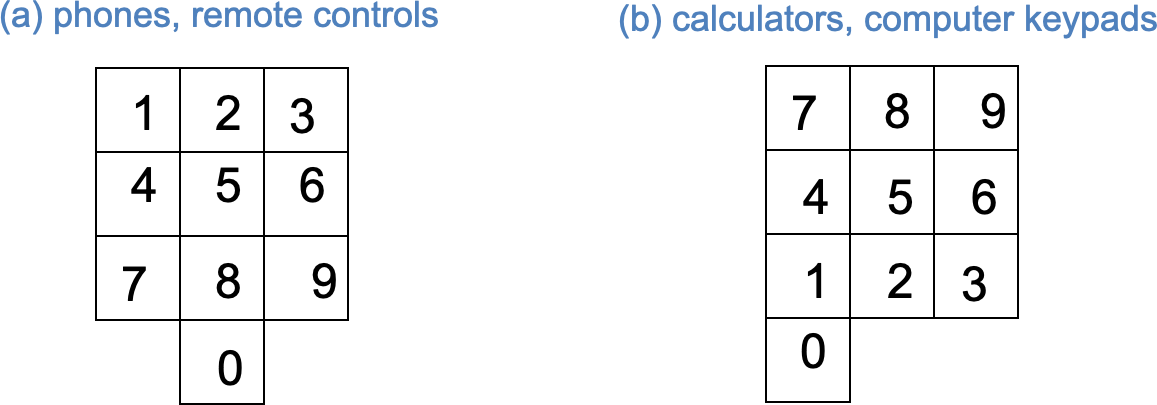 (a) phones, remote controls
1 2 3
4 5 6
7 8 9
0
(b) calculators, computer keypads
7 8 9
4 5 6
1 2 3
0